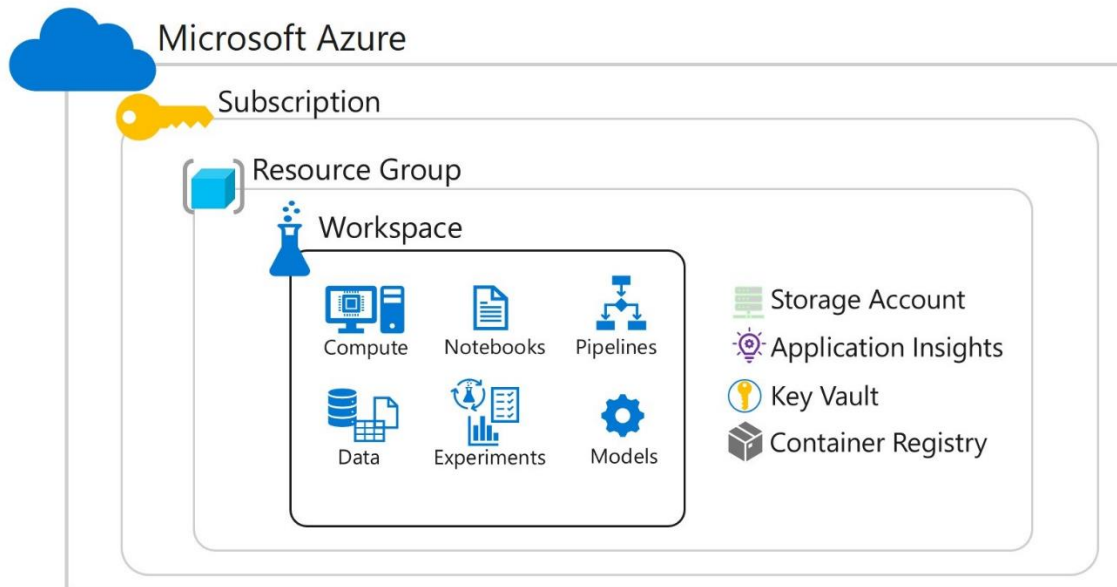 Microsoft Azure
Subscription
Resource Group
Workspace
Compute
Notebooks
Pipelines
Data
Experiments
Models
Storage Account
Application Insights
Key Vault
Container Registry